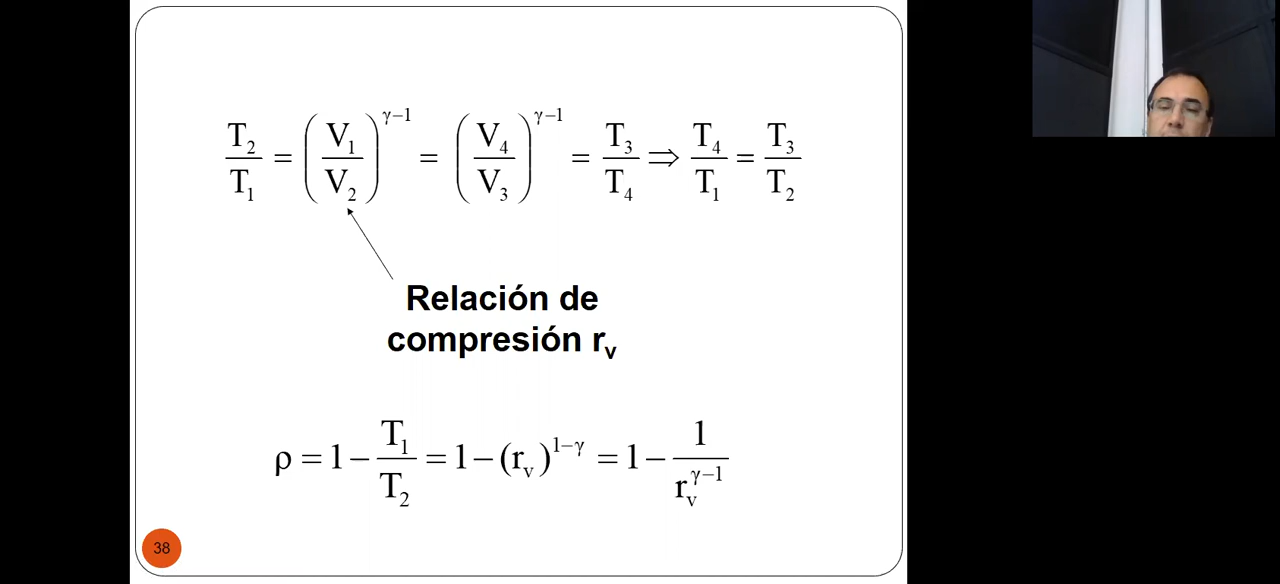 T₂/T₁ = (V₁/V₂)^(γ−1) = (V₄/V₃)^(γ−1) = T₃/T₄ ⇒ T₄/T₁ = T₃/T₂
Relación de
compresión rᵥ
ρ = 1 − T₁/T₂ = 1 − (rᵥ)^(1−γ) = 1 − 1/rᵥ^(γ−1)
38